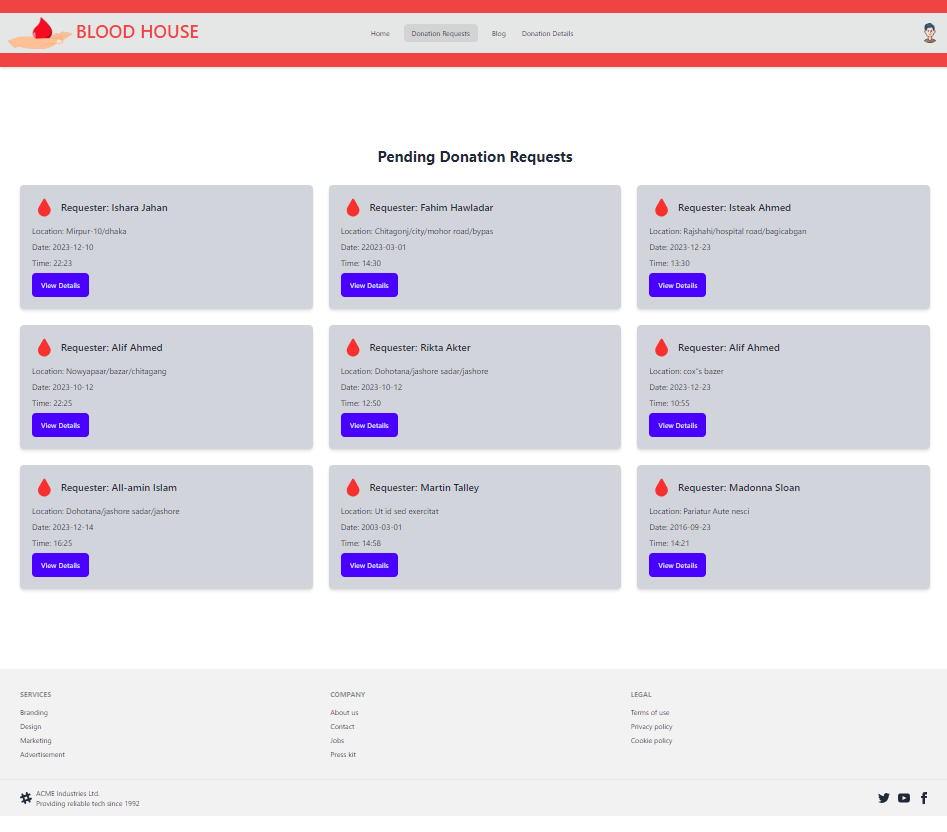 BLOOD HOUSE
Home
Donation Requests
Blog
Donation Details
Pending Donation Requests
Requester: Ishara Jahan
Location: Mirpur-10/dhaka
Date: 2023-12-10
Time: 22:23
View Details
Requester: Fahim Hawladar
Location: Chitagonj/city/mohor road/bypas
Date: 22023-03-01
Time: 14:30
View Details
Requester: Isteak Ahmed
Location: Rajshahi/hospital road/bagicabgan
Date: 2023-12-23
Time: 13:30
View Details
Requester: Alif Ahmed
Location: Nowyapaar/bazar/chitagang
Date: 2023-10-12
Time: 22:25
View Details
Requester: Rikta Akter
Location: Dohotana/jashore sadar/jashore
Date: 2023-10-12
Time: 12:50
View Details
Requester: Alif Ahmed
Location: cox"s bazer
Date: 2023-12-23
Time: 10:55
View Details
Requester: All-amin Islam
Location: Dohotana/jashore sadar/jashore
Date: 2023-12-14
Time: 16:25
View Details
Requester: Martin Talley
Location: Ut id sed exercitat
Date: 2003-03-01
Time: 14:58
View Details
Requester: Madonna Sloan
Location: Pariatur Aute nesci
Date: 2016-09-23
Time: 14:21
View Details
SERVICES
Branding
Design
Marketing
Advertisement
COMPANY
About us
Contact
Jobs
Press kit
LEGAL
Terms of use
Privacy policy
Cookie policy
ACME Industries Ltd.
Providing reliable tech since 1992